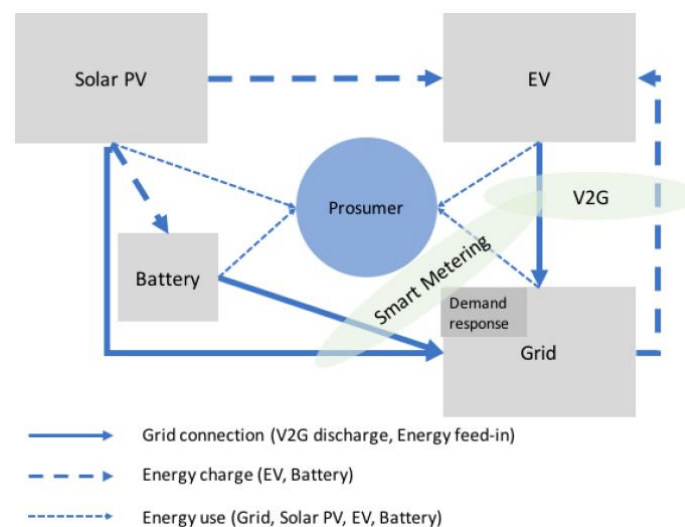 Solar PV
EV
Prosumer
V2G
Battery
Smart Metering
Demand
response
Grid
Grid connection (V2G discharge, Energy feed-in)
Energy charge (EV, Battery)
Energy use (Grid, Solar PV, EV, Battery)